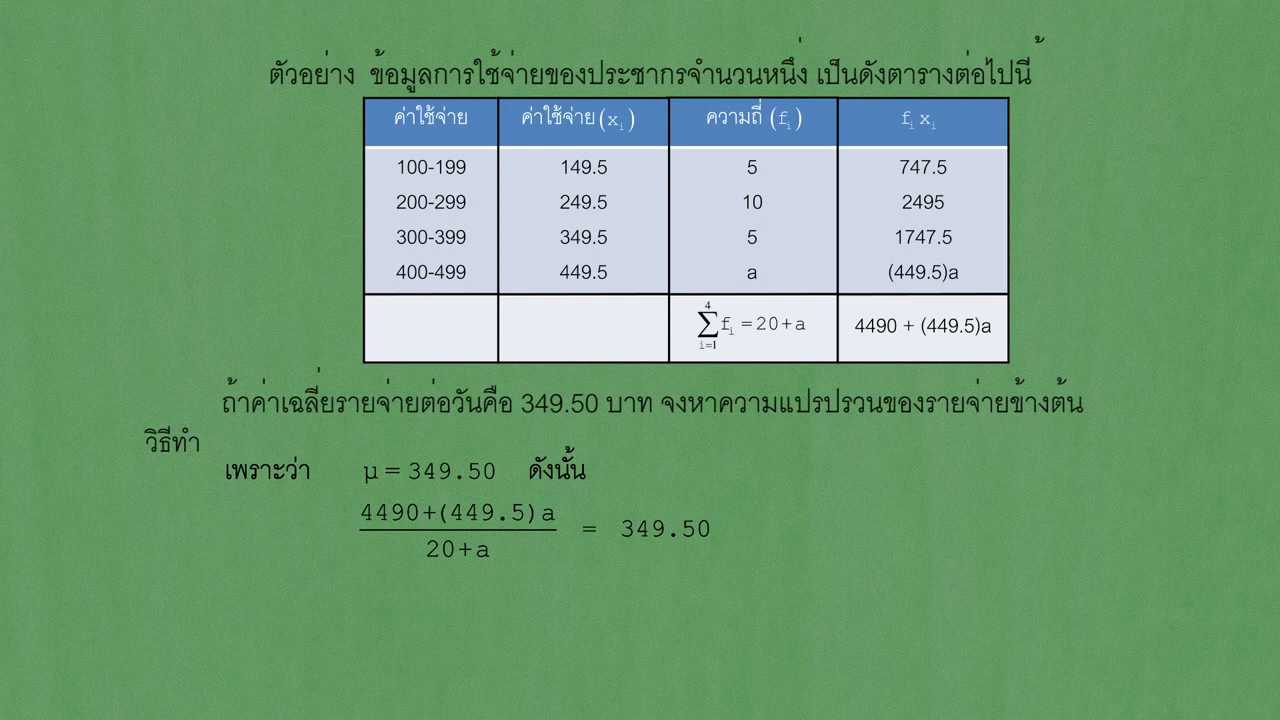 ตัวอย่าง ข้อมูลการใช้จ่ายของประชากรจำนวนหนึ่ง เป็นดังตารางต่อไปนี้
ค่าใช้จ่าย ค่าใช้จ่าย (xᵢ) ความถี่ (fᵢ) fᵢ xᵢ
100-199 149.5 5 747.5
200-299 249.5 10 2495
300-399 349.5 5 1747.5
400-499 449.5 a (449.5)a
∑_{i=1}^{4} fᵢ = 20+a 4490 + (449.5)a
ถ้าค่าเฉลี่ยรายจ่ายต่อวันคือ 349.50 บาท จงหาความแปรปรวนของรายจ่ายข้างต้น
วิธีทำ
เพราะว่า μ = 349.50 ดังนั้น
4490+(449.5)a
20+a
= 349.50